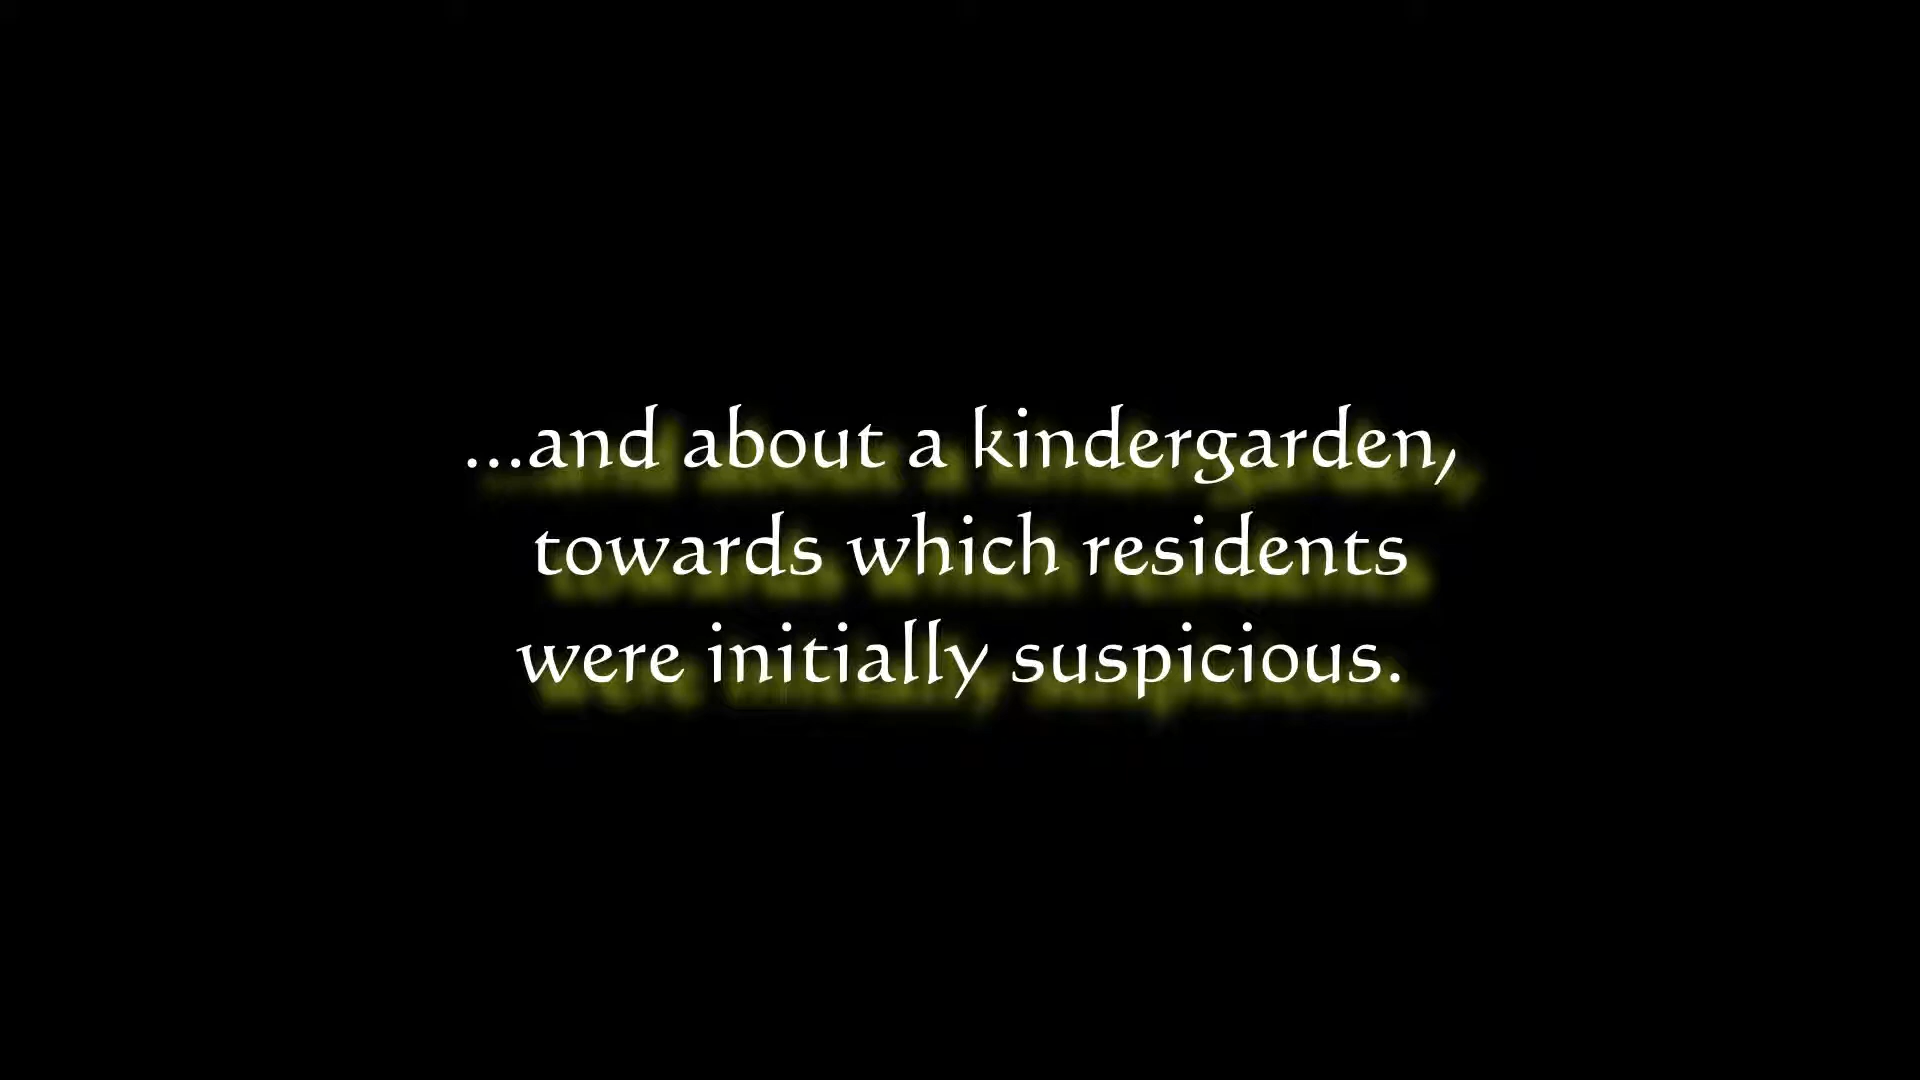 ...and about a kindergarden,
towards which residents
were initially suspicious.